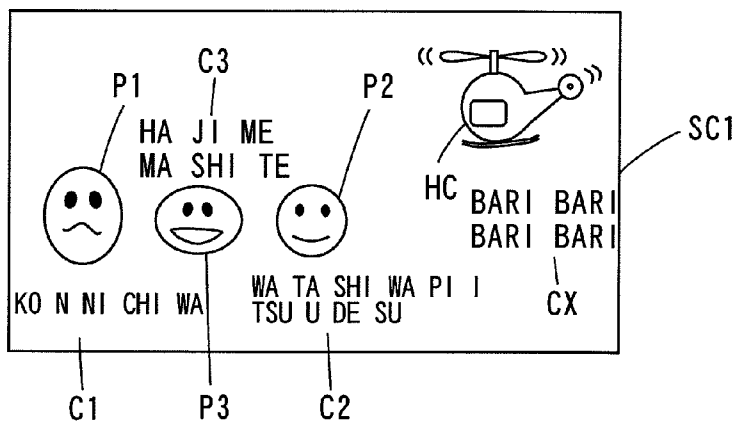 C3
P1
P2
HA JI ME
MA SHI TE
SC1
HC
BARI BARI
BARI BARI
KO N NI CHI WA
WA TA SHI WA PI I
TSU U DE SU
CX
C1
P3
C2